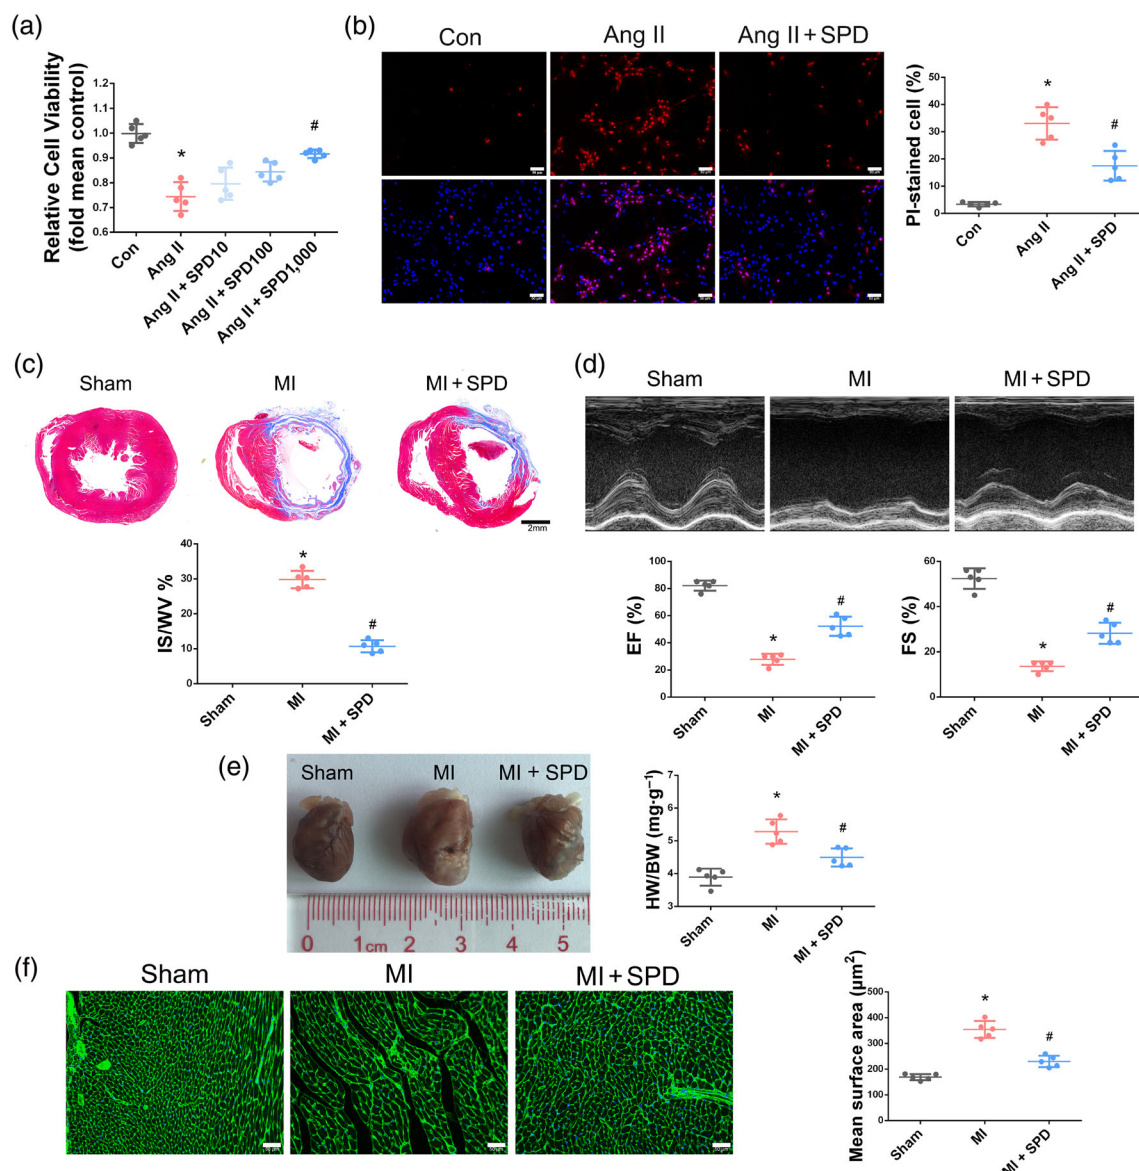 (a)
Relative Cell Viability
(fold mean control)
1.2
1.1
1.0
0.9
0.8
0.7
0.6
*
#
Con
Ang II
Ang II + SPD10
Ang II + SPD100
Ang II + SPD1,000
(b)
Con
Ang II
Ang II + SPD
PI-stained cell (%)
50
40
30
20
10
0
*
#
Con
Ang II
Ang II + SPD
(c)
Sham
MI
MI + SPD
2mm
IS/WV %
40
30
20
10
0
*
#
Sham
MI
MI + SPD
(d)
Sham
MI
MI + SPD
EF (%)
100
80
60
40
20
0
*
#
Sham
MI
MI + SPD
FS (%)
60
40
20
0
*
#
Sham
MI
MI + SPD
(e)
Sham
MI
MI + SPD
0 1cm 2 3 4 5
HW/BW (mg·g⁻¹)
7
6
5
4
3
*
#
Sham
MI
MI + SPD
(f)
Sham
MI
MI + SPD
Mean surface area (µm²)
500
400
300
200
100
0
*
#
Sham
MI
MI + SPD